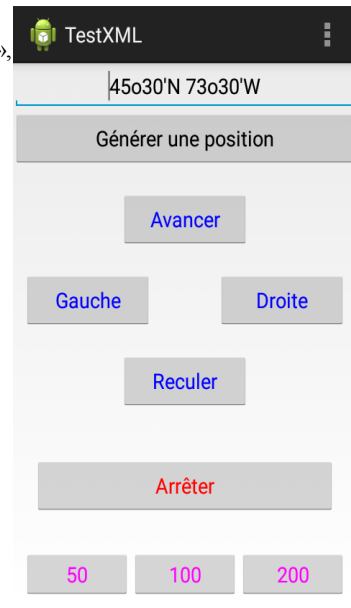 TestXML
»,
45o30'N 73o30'W
Générer une position
Avancer
Gauche Droite
Reculer
Arrêter
50 100 200